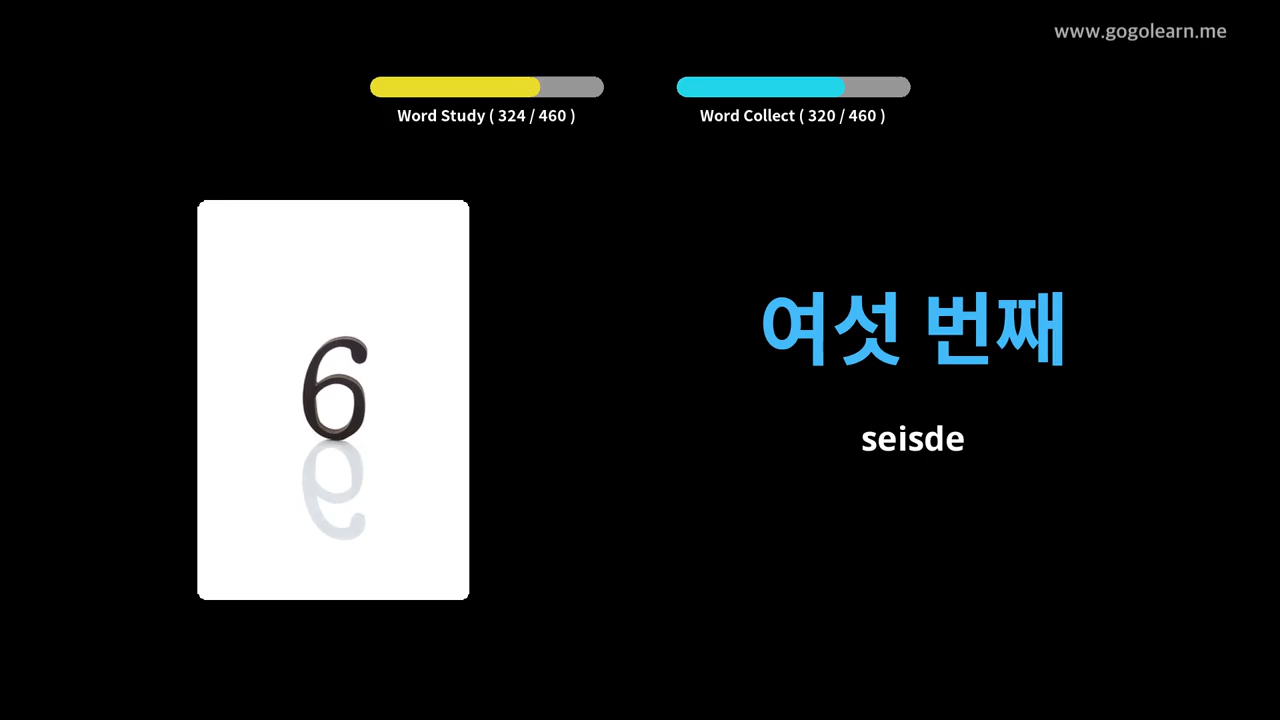 www.gogolearn.me
Word Study ( 324 / 460 )
Word Collect ( 320 / 460 )
6
여섯 번째
seisde